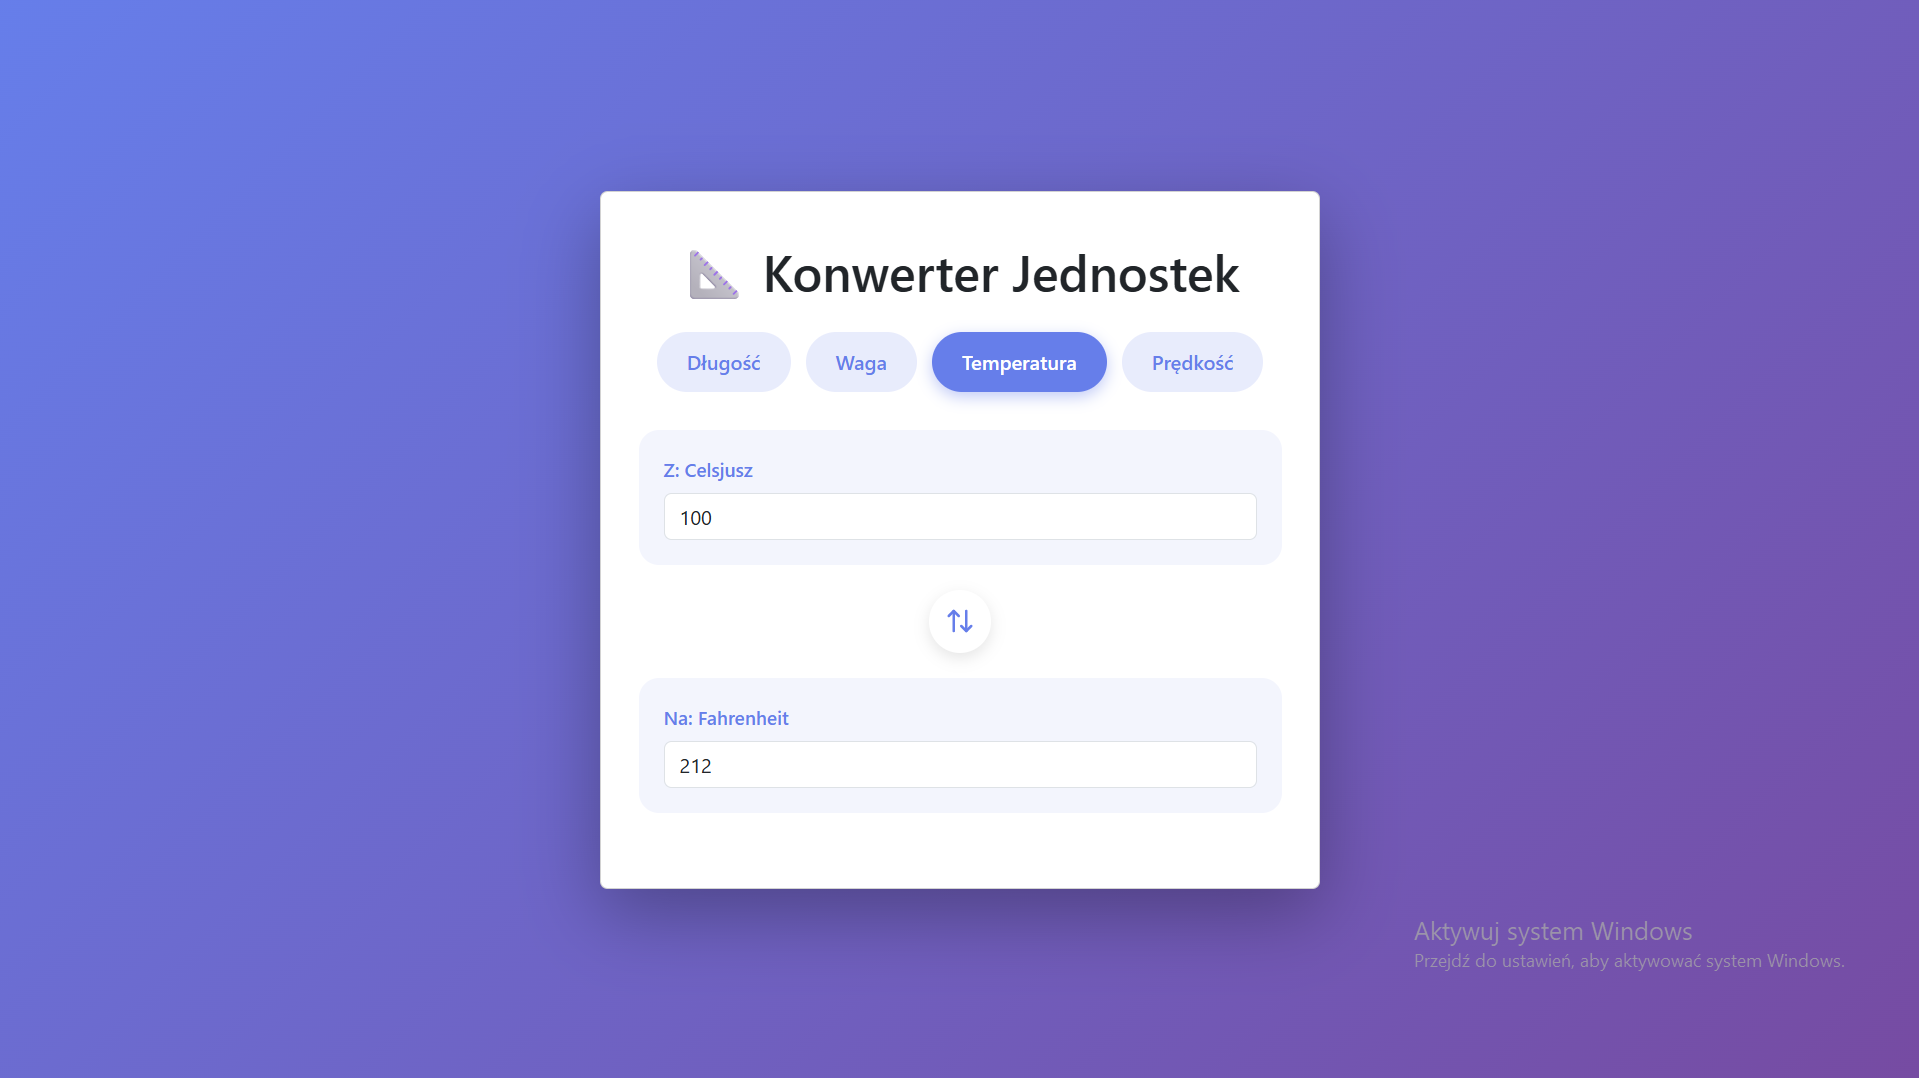 Konwerter Jednostek
Długość Waga Temperatura Prędkość
Z: Celsjusz
100
Na: Fahrenheit
212
Aktywuj system Windows
Przejdź do ustawień, aby aktywować system Windows.